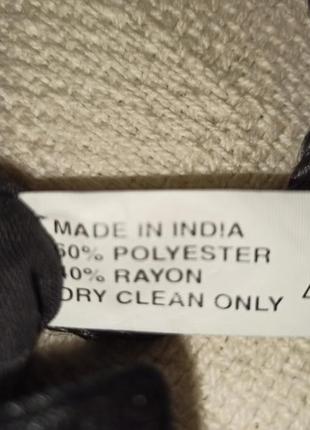 MADE IN INDIA
60% POLYESTER
40% RAYON
DRY CLEAN ONLY